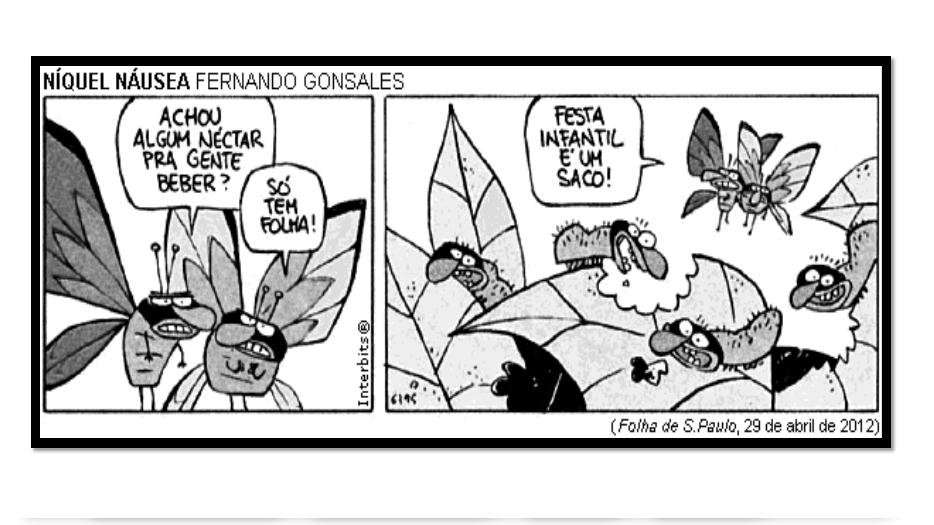 NÍQUEL NÁUSEA FERNANDO GONSALES
ACHOU
ALGUM NÉCTAR
PRA GENTE
BEBER?
SÓ
TEM
FOLHA!
Interbits®
FESTA
INFANTIL
É UM
SACO!
(Folha de S.Paulo, 29 de abril de 2012)